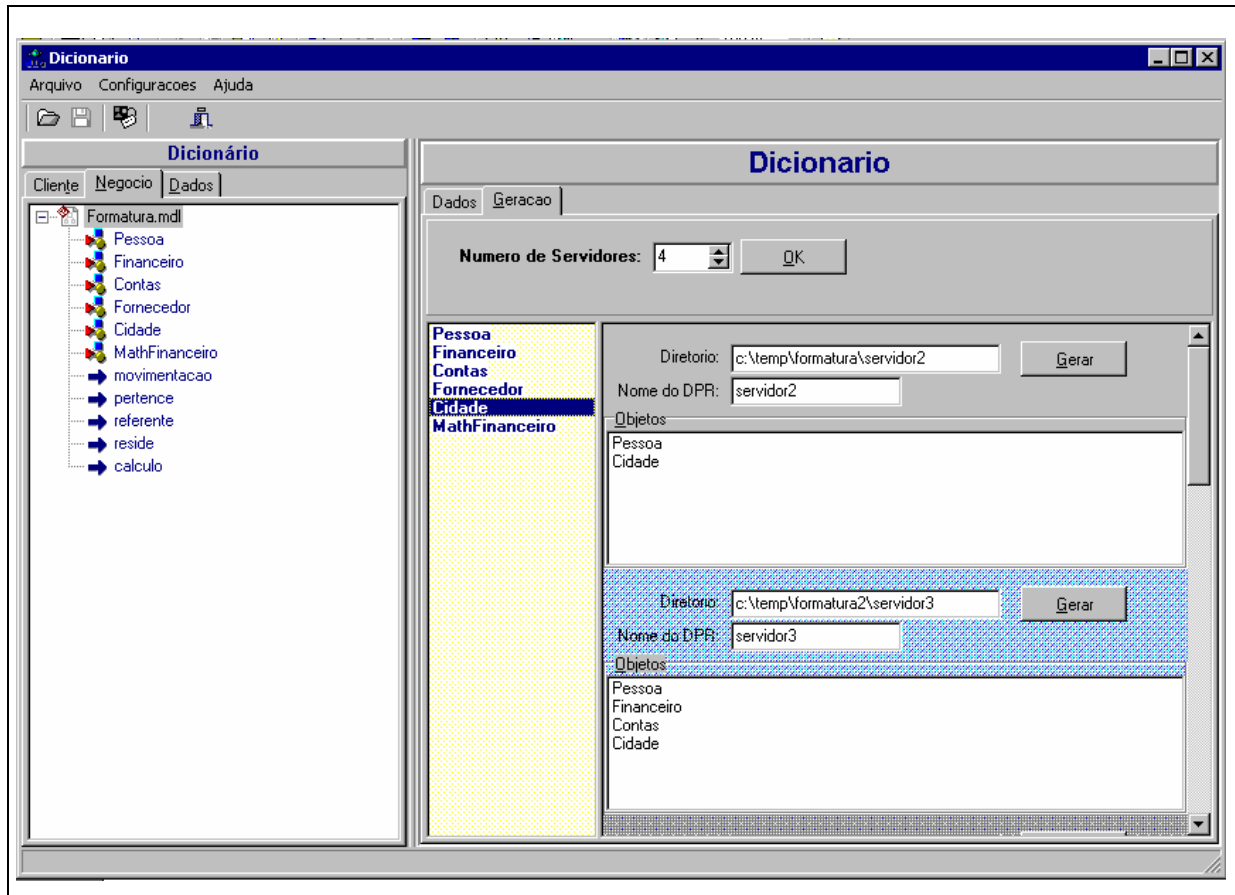 Dicionario
Arquivo Configuracoes Ajuda
Dicionário
Cliente Negocio Dados
Formatura.mdl
Pessoa
Financeiro
Contas
Fornecedor
Cidade
MathFinanceiro
movimentacao
pertence
referente
reside
calculo
Dicionario
Dados Geracao
Numero de Servidores: 4 OK
Pessoa
Financeiro
Contas
Fornecedor
Cidade
MathFinanceiro
Diretorio: c:\temp\formatura\servidor2 Gerar
Nome do DPR: servidor2
Objetos
Pessoa
Cidade
Diretorio: c:\temp\formatura2\servidor3 Gerar
Nome do DPR: servidor3
Objetos
Pessoa
Financeiro
Contas
Cidade